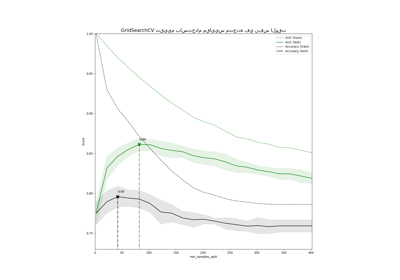 GridSearchCV تقييم باستخدام مقاييس متعددة في نفس الوقت
AUC (train)
AUC (test)
Accuracy (train)
Accuracy (test)
1.00
0.95
0.90
0.85
0.80
0.75
Score
0.86
0.80
0
50
100
150
200
250
300
350
400
min_samples_split